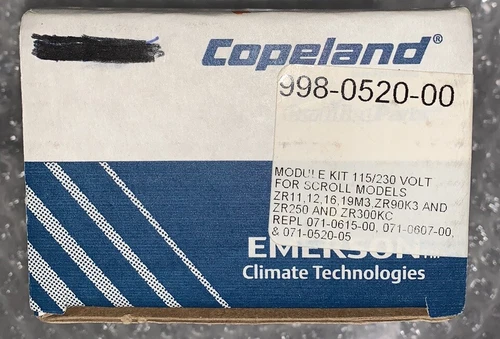 Copeland®
998-0520-00
MODULE KIT 115/230 VOLT
FOR SCROLL MODELS
ZR11,12,16,19M3,ZR90K3 AND
ZR250 AND ZR300KC
REPL 071-0615-00, 071-0607-00,
& 071-0520-05
EMERSON
Climate Technologies